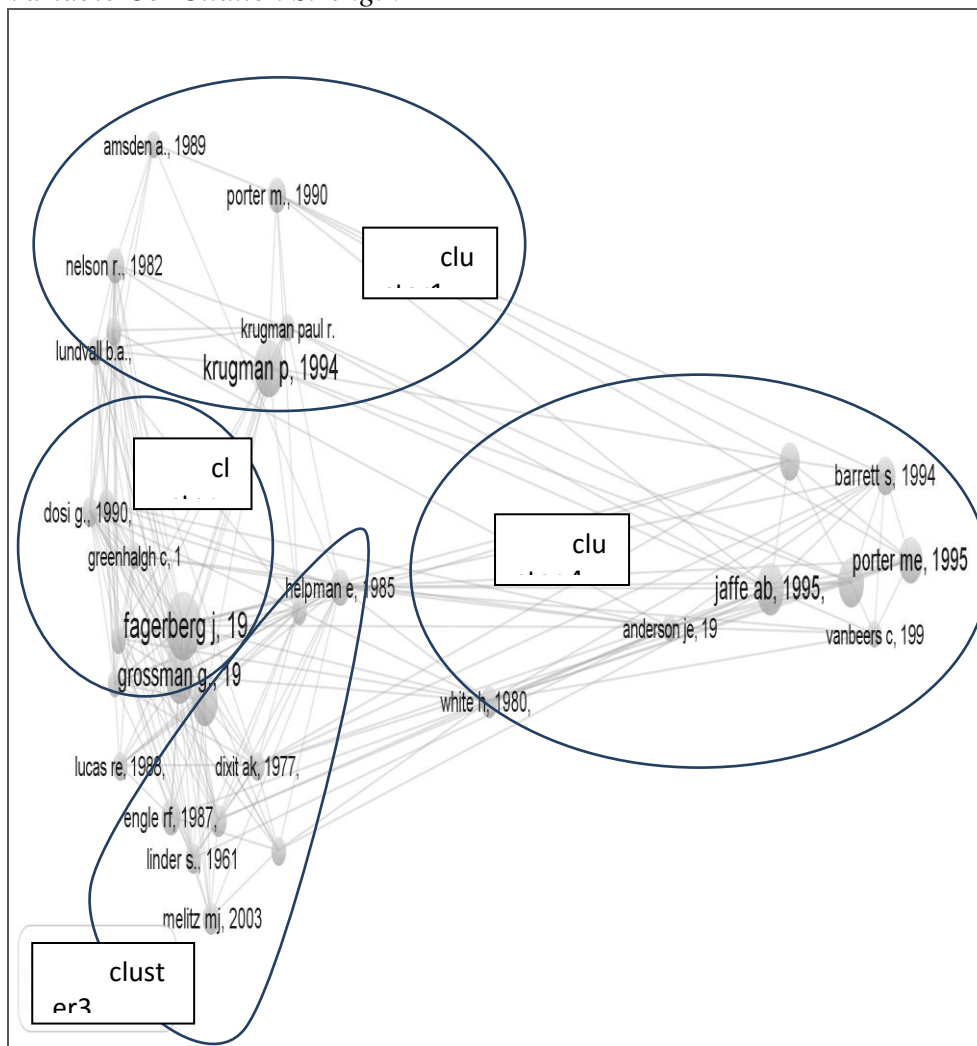 amsden a., 1989
porter m., 1990
clu
nelson r., 1982
krugman paul r.
lundvall b.a.,
krugman p, 1994
cl
barrett s, 1994
dosi g., 1990,
clu
greenhalgh c, 1
porter me, 1995
helpman e, 1985
jaffe ab, 1995,
fagerberg j, 19
anderson je, 19
vanbeers c, 199
grossman g., 19
white h, 1980,
lucas re, 1988,
dixit ak, 1977,
engle rf, 1987,
linder s., 1961
melitz mj, 2003
clust
er3